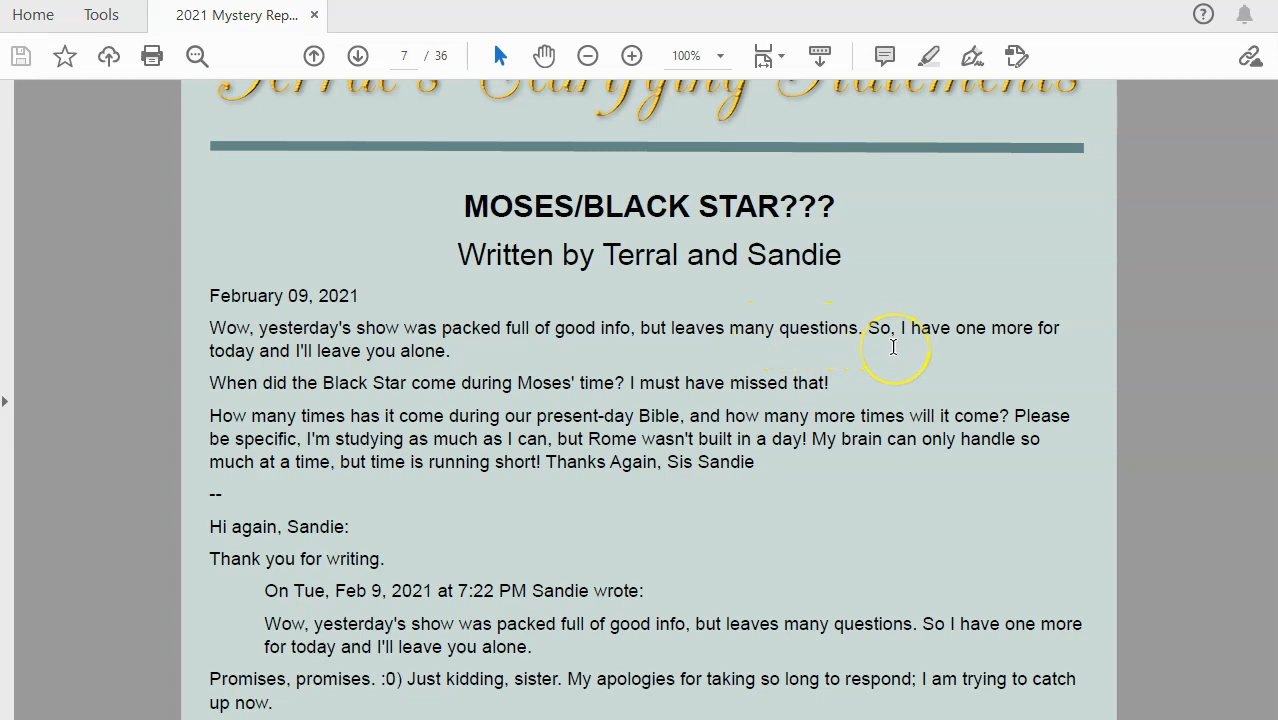 Home Tools 2021 Mystery Rep... ×
7 / 36 100%
Terral's Clarifying Statements
MOSES/BLACK STAR???
Written by Terral and Sandie
February 09, 2021
Wow, yesterday's show was packed full of good info, but leaves many questions. So, I have one more for
today and I'll leave you alone.
When did the Black Star come during Moses' time? I must have missed that!
How many times has it come during our present-day Bible, and how many more times will it come? Please
be specific, I'm studying as much as I can, but Rome wasn't built in a day! My brain can only handle so
much at a time, but time is running short! Thanks Again, Sis Sandie
--
Hi again, Sandie:
Thank you for writing.
On Tue, Feb 9, 2021 at 7:22 PM Sandie wrote:
Wow, yesterday's show was packed full of good info, but leaves many questions. So I have one more
for today and I'll leave you alone.
Promises, promises. :0) Just kidding, sister. My apologies for taking so long to respond; I am trying to catch
up now.